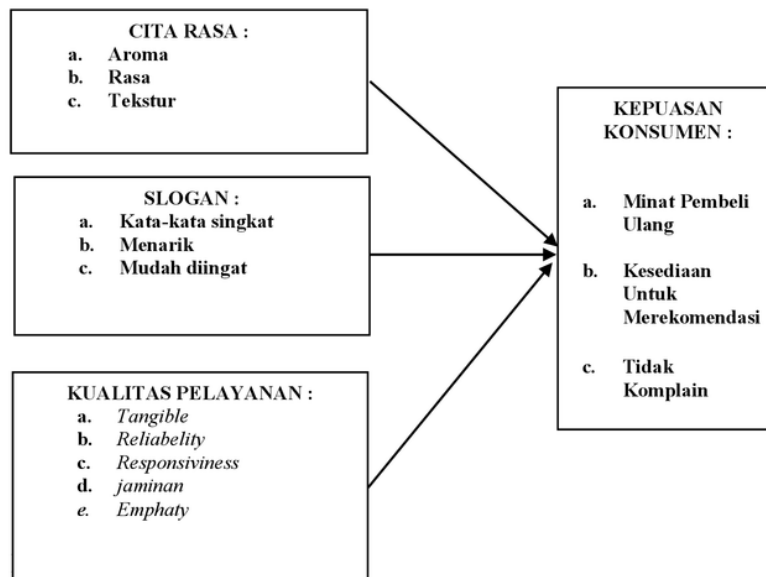 CITA RASA :
a. Aroma
b. Rasa
c. Tekstur
SLOGAN :
a. Kata-kata singkat
b. Menarik
c. Mudah diingat
KUALITAS PELAYANAN :
a. Tangible
b. Reliabelity
c. Responsiviness
d. jaminan
e. Emphaty
KEPUASAN
KONSUMEN :
a. Minat Pembeli
Ulang
b. Kesediaan
Untuk
Merekomendasi
c. Tidak
Komplain